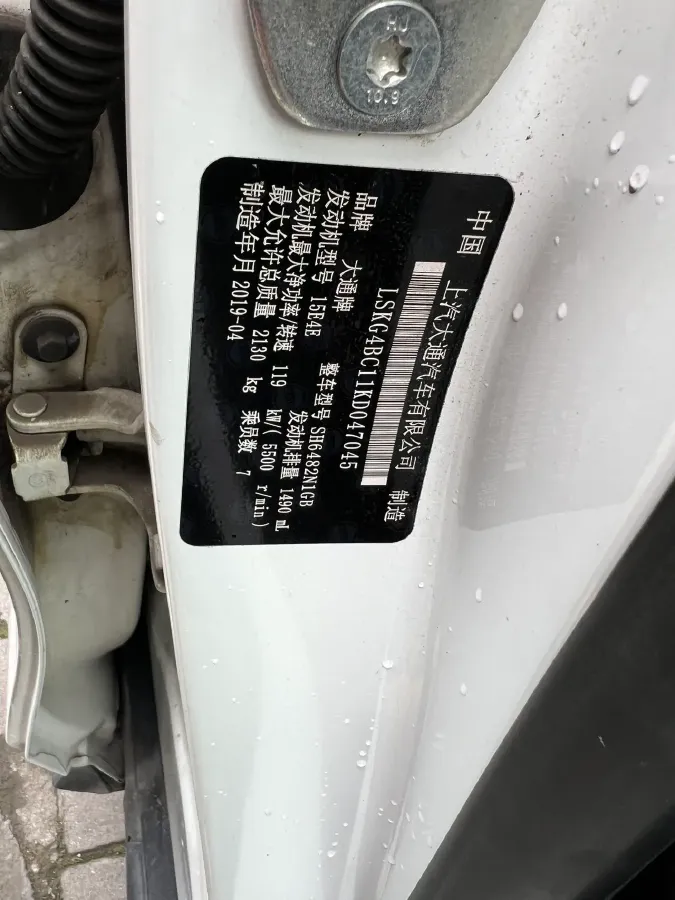 HU
10.9
中国 上汽大通汽车有限公司 制造
LSKG4BC11KD047045
品牌 大通牌 整车型号 SH6482N1GB
发动机型号 15E4E 发动机排量 1490 mL
发动机最大净功率/转速 119 kW/( 5500 r/min)
最大允许总质量 2130 kg 乘员数 7
制造年月 2019-04